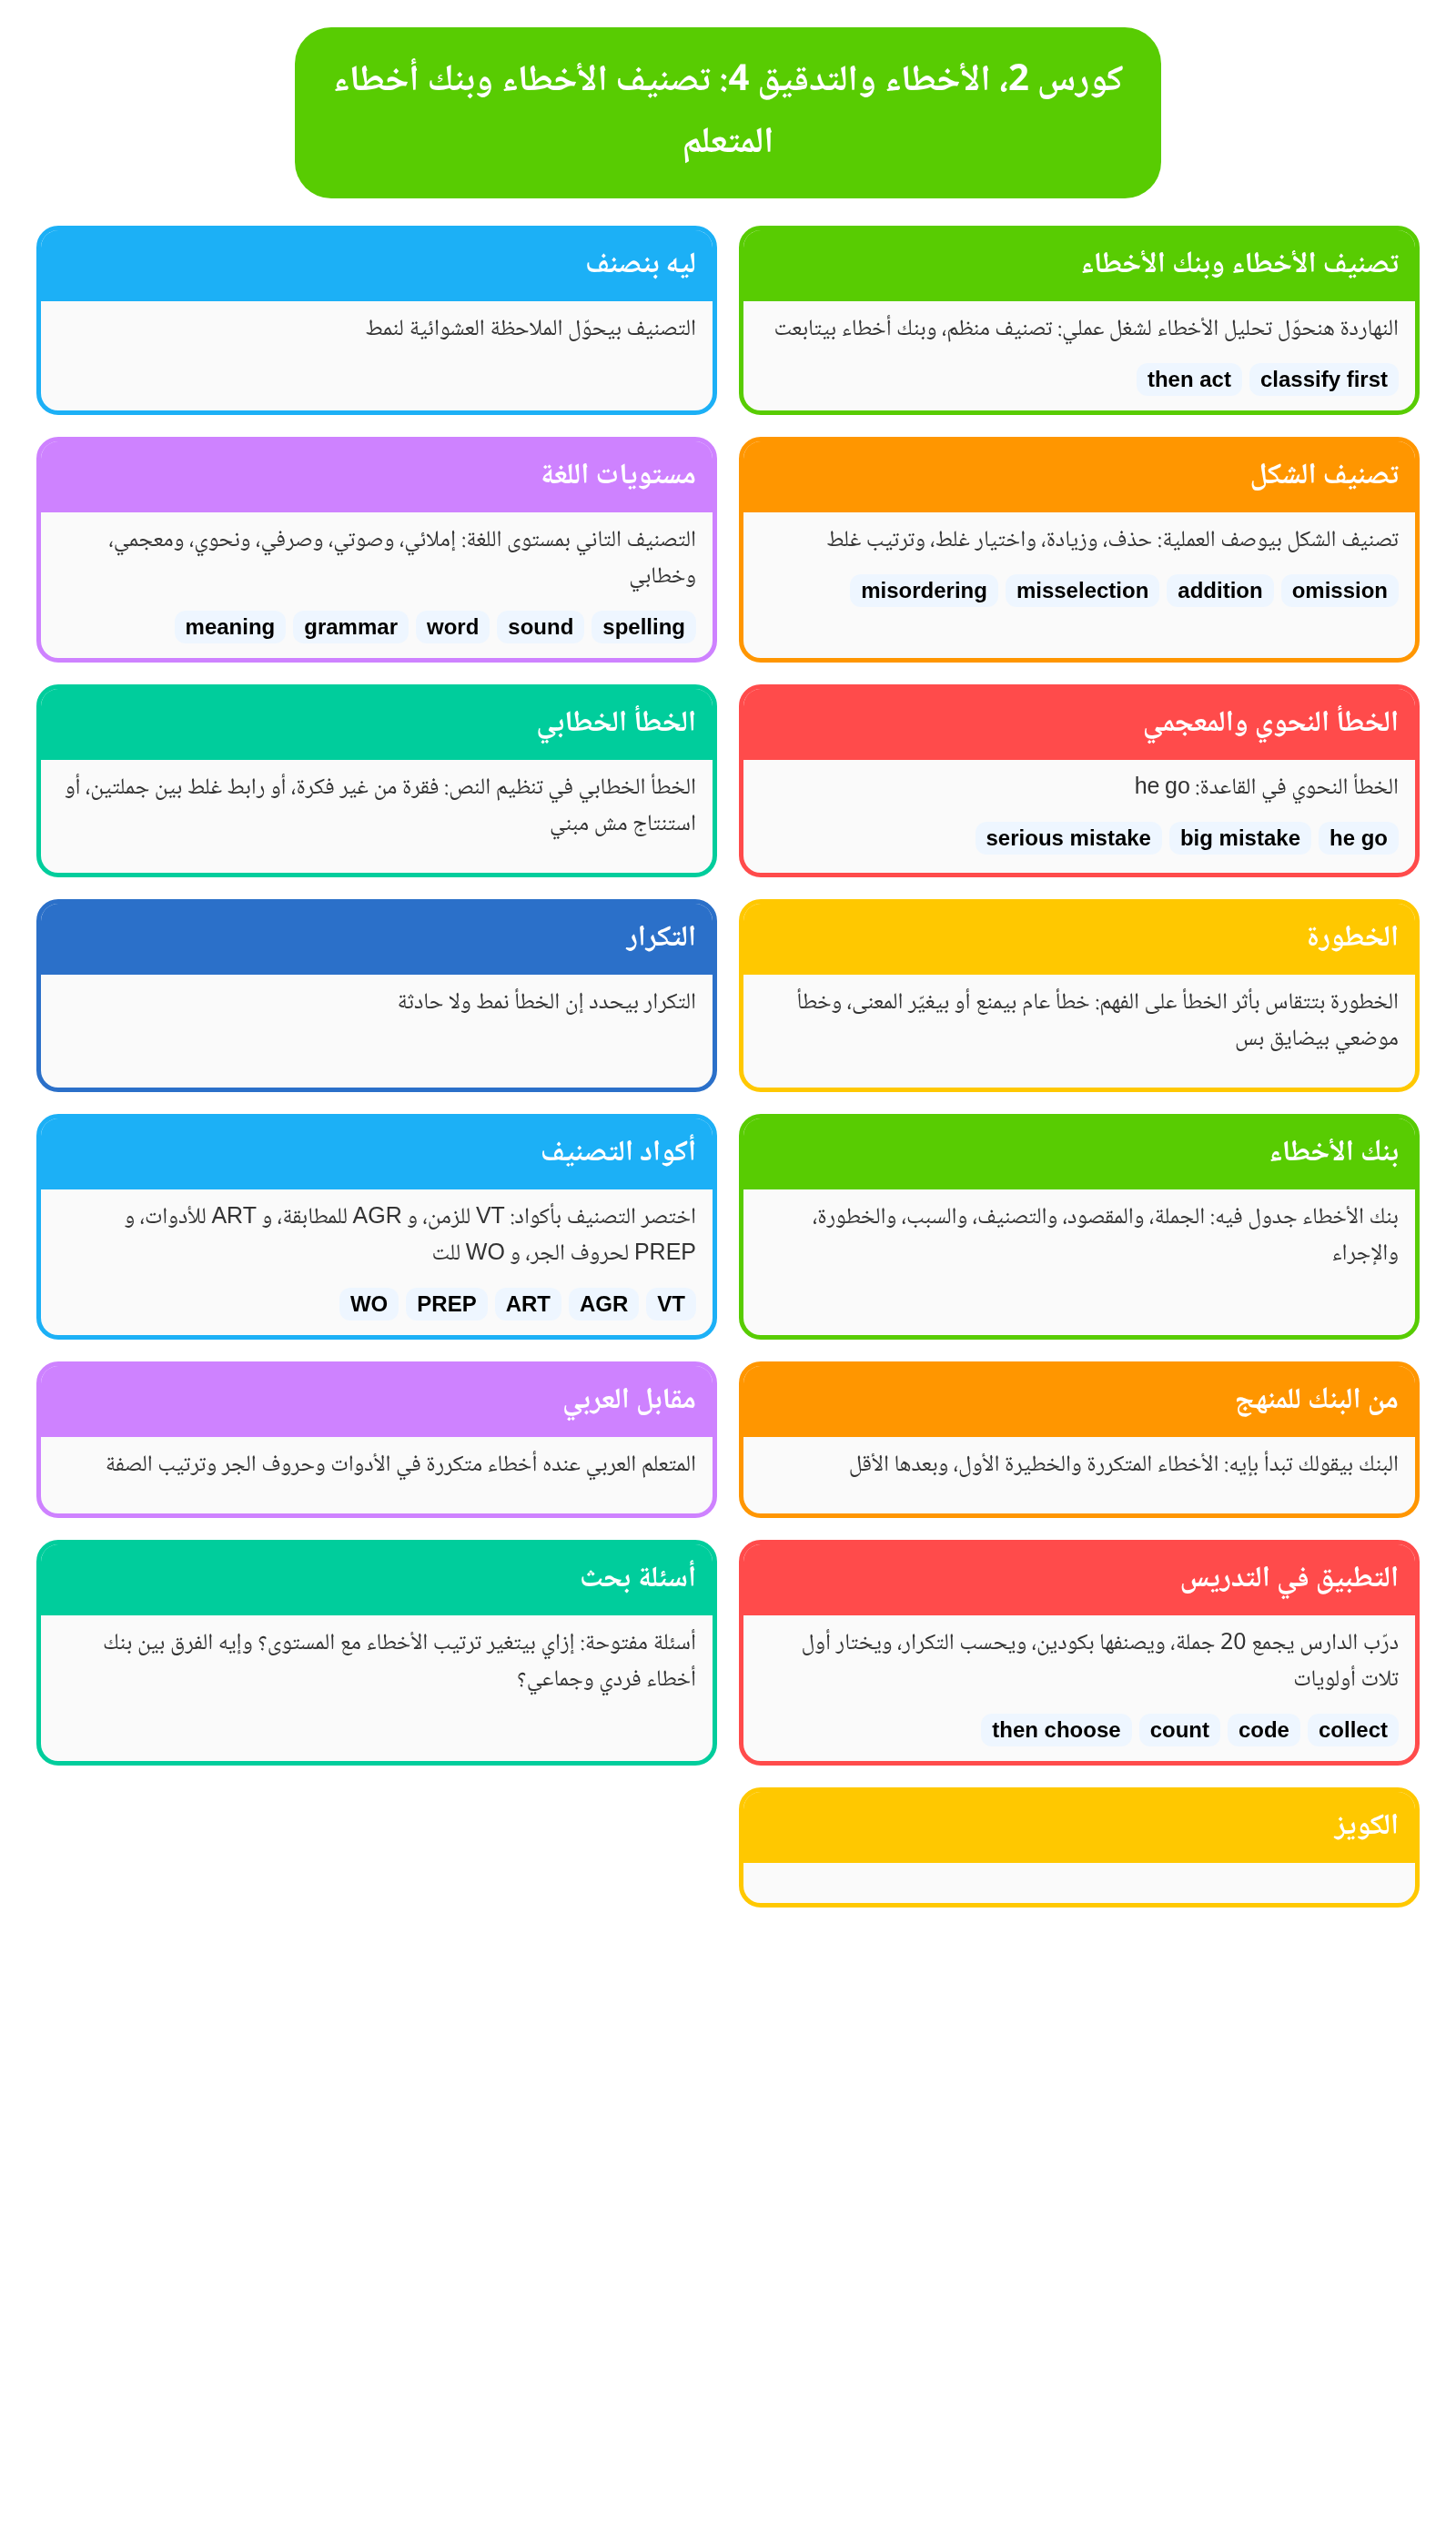 كورس 2، الأخطاء والتدقيق 4: تصنيف الأخطاء وبنك أخطاء
المتعلم
تصنيف الأخطاء وبنك الأخطاء
النهاردة هنحوّل تحليل الأخطاء لشغل عملي: تصنيف منظم، وبنك أخطاء بيتابعت
classify first then act
ليه بنصنف
التصنيف بيحوّل الملاحظة العشوائية لنمط
تصنيف الشكل
تصنيف الشكل بيوصف العملية: حذف، وزيادة، واختيار غلط، وترتيب غلط
omission addition misselection misordering
مستويات اللغة
التصنيف التاني بمستوى اللغة: إملائي، وصوتي، وصرفي، ونحوي، ومعجمي،
وخطابي
spelling sound word grammar meaning
الخطأ النحوي والمعجمي
الخطأ النحوي في القاعدة: he go
he go big mistake serious mistake
الخطأ الخطابي
الخطأ الخطابي في تنظيم النص: فقرة من غير فكرة، أو رابط غلط بين جملتين، أو
استنتاج مش مبني
الخطورة
الخطورة بتتقاس بأثر الخطأ على الفهم: خطأ عام بيمنع أو بيغيّر المعنى، وخطأ
موضعي بيضايق بس
التكرار
التكرار بيحدد إن الخطأ نمط ولا حادثة
بنك الأخطاء
بنك الأخطاء جدول فيه: الجملة، والمقصود، والتصنيف، والسبب، والخطورة،
والإجراء
أكواد التصنيف
اختصر التصنيف بأكواد: VT للزمن، و AGR للمطابقة، و ART للأدوات، و
PREP لحروف الجر، و WO للت
VT AGR ART PREP WO
من البنك للمنهج
البنك بيقولك تبدأ بإيه: الأخطاء المتكررة والخطيرة الأول، وبعدها الأقل
مقابل العربي
المتعلم العربي عنده أخطاء متكررة في الأدوات وحروف الجر وترتيب الصفة
التطبيق في التدريس
درّب الدارس يجمع 20 جملة، ويصنفها بكودين، ويحسب التكرار، ويختار أول
تلات أولويات
collect code count then choose
أسئلة بحث
أسئلة مفتوحة: إزاي بيتغير ترتيب الأخطاء مع المستوى؟ وإيه الفرق بين بنك
أخطاء فردي وجماعي؟
الكويز